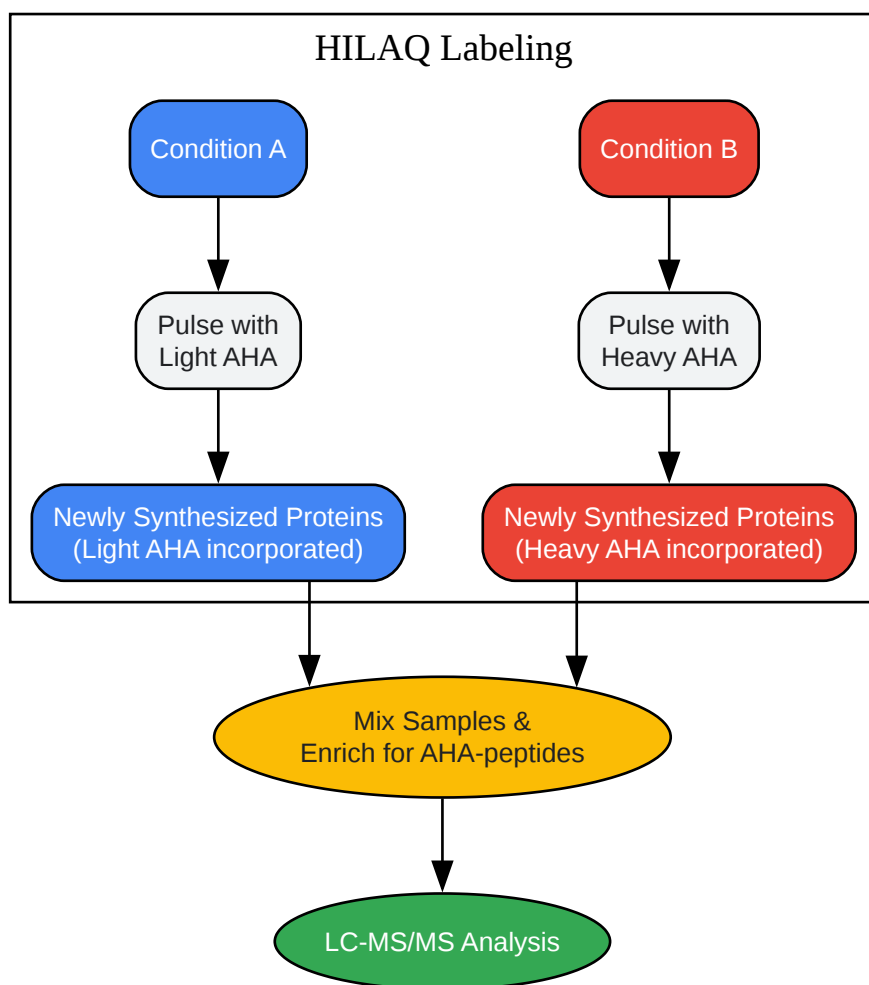 HILAQ Labeling
Condition A
Condition B
Pulse with
Light AHA
Pulse with
Heavy AHA
Newly Synthesized Proteins
(Light AHA incorporated)
Newly Synthesized Proteins
(Heavy AHA incorporated)
Mix Samples &
Enrich for AHA-peptides
LC-MS/MS Analysis